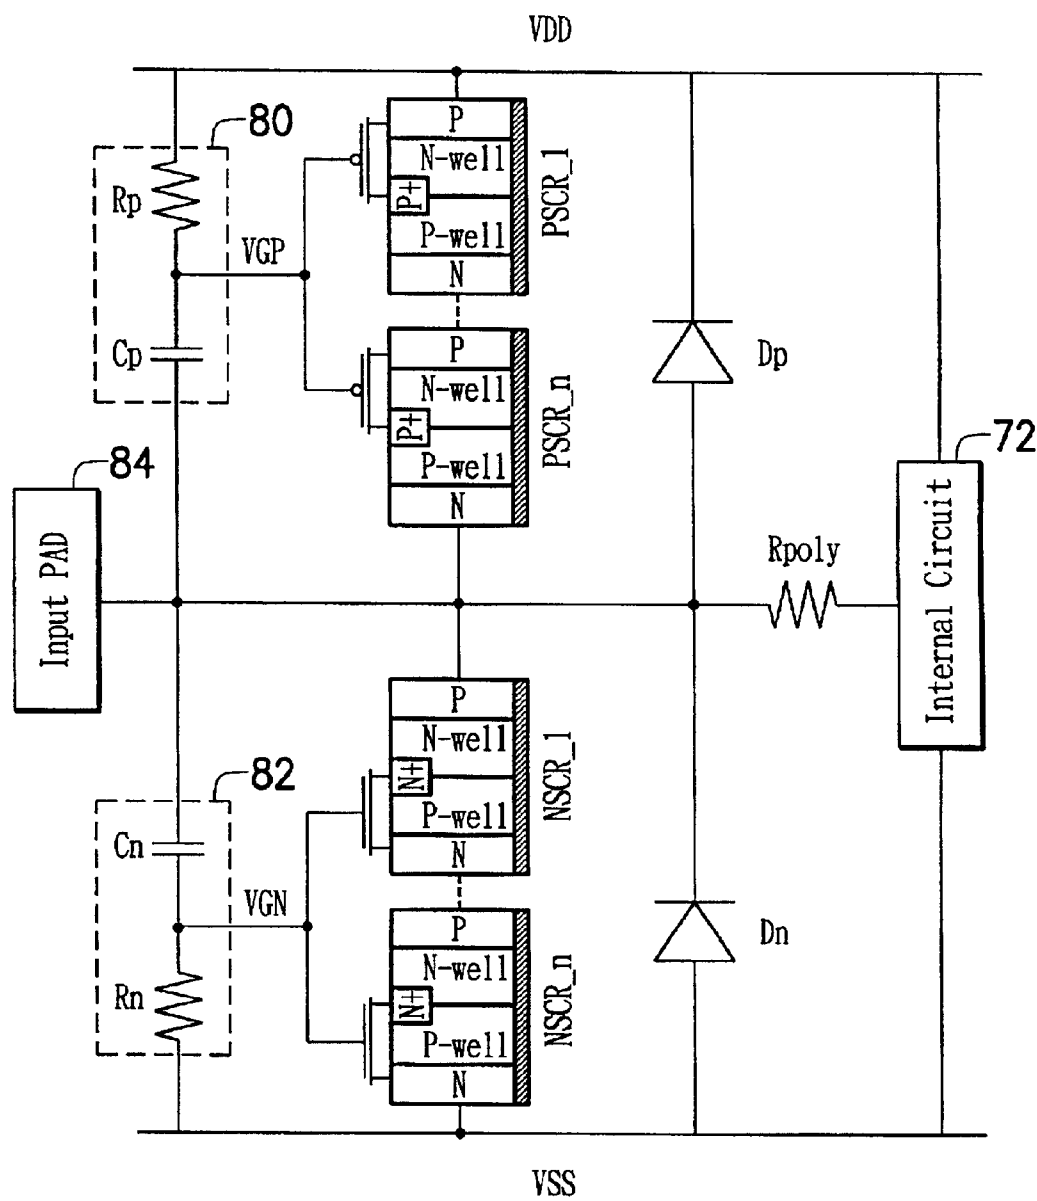 VDD
80
P
N-well
P+
P-well
N
PSCR_1
Rp
VGP
Cp
P
N-well
P+
P-well
N
PSCR_n
Dp
84
Input PAD
72
Internal Circuit
Rpoly
P
N-well
N+
P-well
N
NSCR_1
82
Cn
VGN
Rn
P
N-well
N+
P-well
N
NSCR_n
Dn
VSS